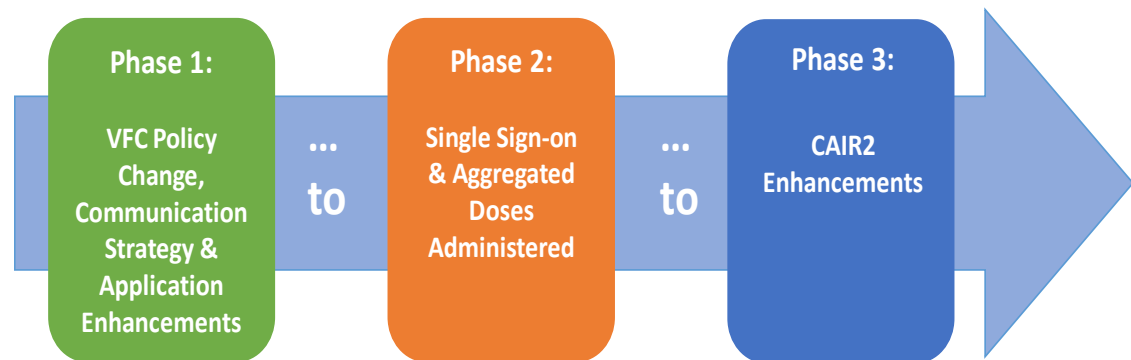 Phase 1:
VFC Policy
Change,
Communication
Strategy &
Application
Enhancements
...
to
Phase 2:
Single Sign-on
& Aggregated
Doses
Administered
...
to
Phase 3:
CAIR2
Enhancements